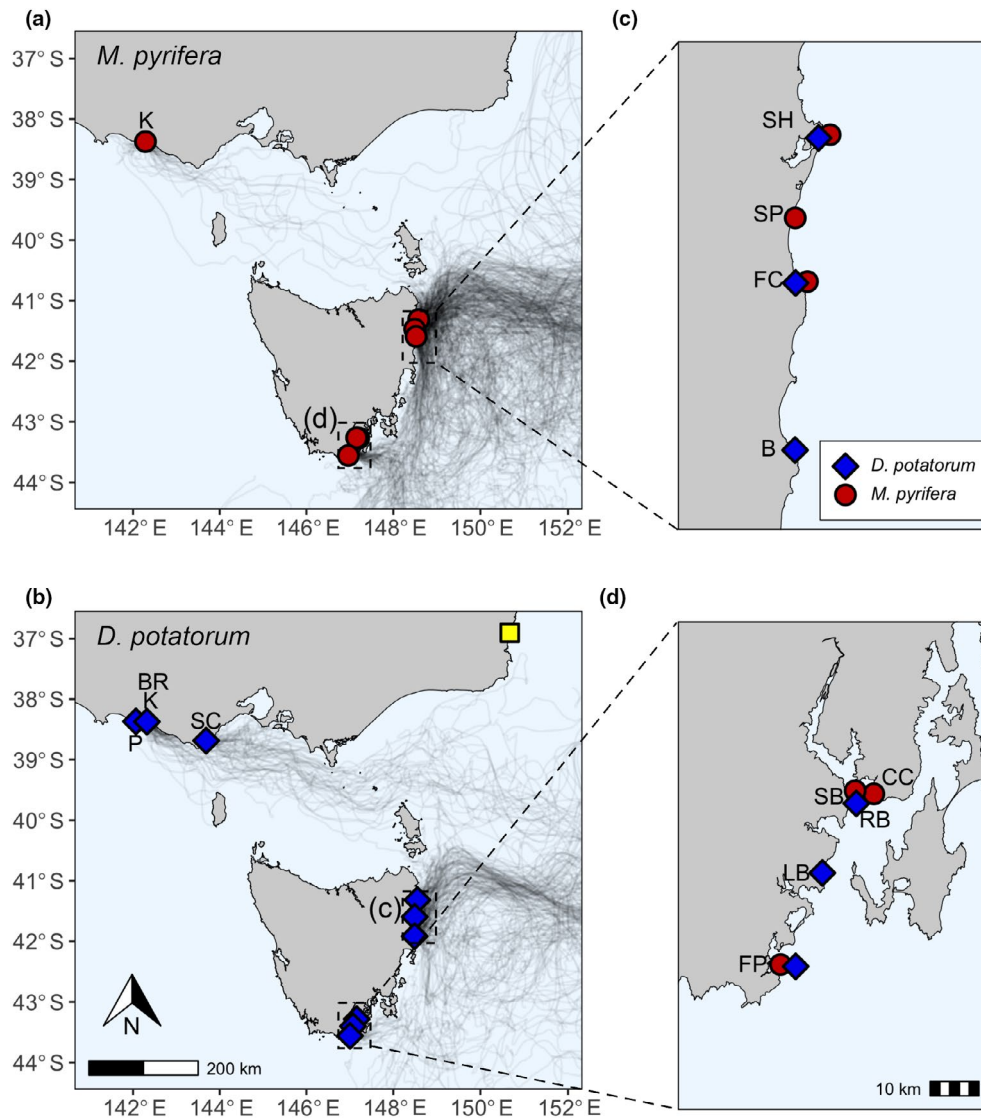 (a)
M. pyrifera
37° S
38° S
39° S
40° S
41° S
42° S
43° S
44° S
K
(d)
142° E 144° E 146° E 148° E 150° E 152° E
(c)
SH
SP
FC
B
D. potatorum
M. pyrifera
(b)
D. potatorum
37° S
38° S
39° S
40° S
41° S
42° S
43° S
44° S
BR
K
P
SC
(c)
N
200 km
142° E 144° E 146° E 148° E 150° E 152° E
(d)
CC
SB
RB
LB
FP
10 km